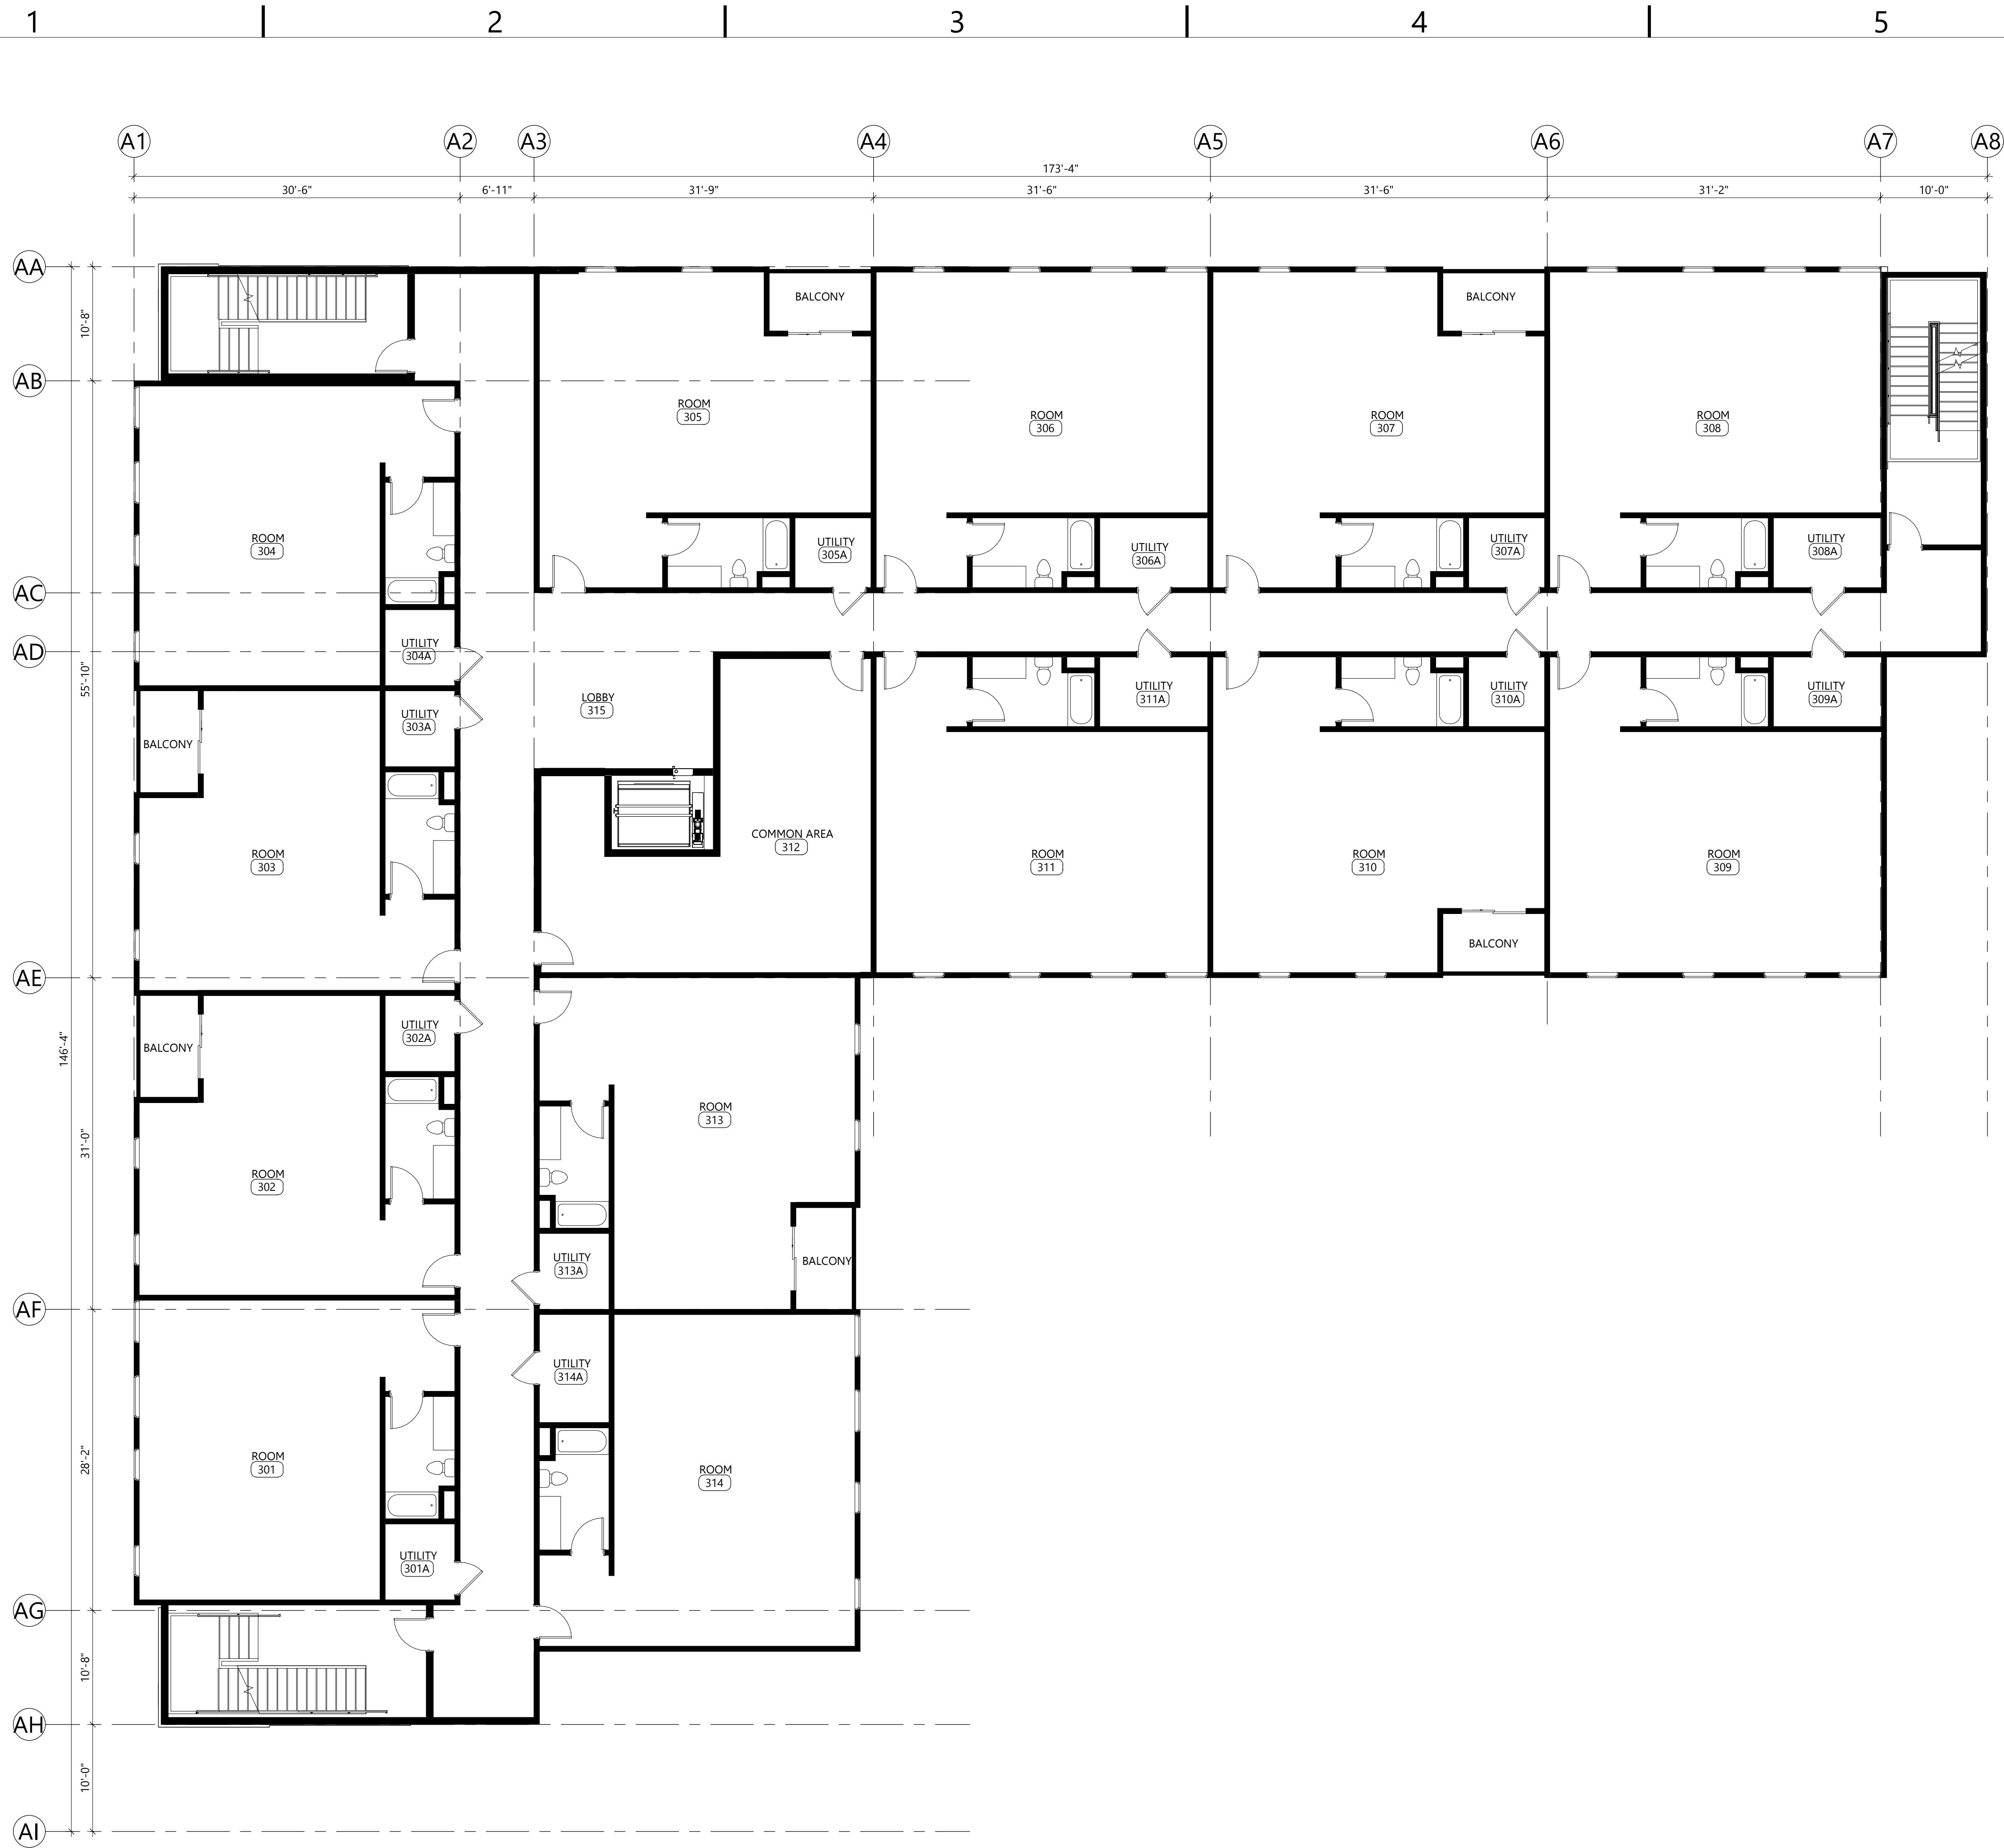 1 2 3 4 5
A1 A2 A3 A4 A5 A6 A7 A8
173'-4"
30'-6" 6'-11" 31'-9" 31'-6" 31'-6" 31'-2" 10'-0"
AA
BALCONY BALCONY
10'-8"
AB
ROOM
305
ROOM ROOM ROOM
306 307 308
ROOM
304
UTILITY UTILITY UTILITY UTILITY
305A 306A 307A 308A
AC
AD
UTILITY
304A
55'-10"
UTILITY UTILITY UTILITY
311A 310A 309A
LOBBY
315
UTILITY
303A
BALCONY
COMMON AREA
312
ROOM ROOM ROOM ROOM
303 311 310 309
BALCONY
AE
UTILITY
302A
146'-4"
BALCONY
ROOM
313
31'-0"
ROOM
302
UTILITY
313A
BALCONY
AF
UTILITY
314A
28'-2"
ROOM
301
ROOM
314
UTILITY
301A
AG
10'-8"
AH
10'-0"
AI